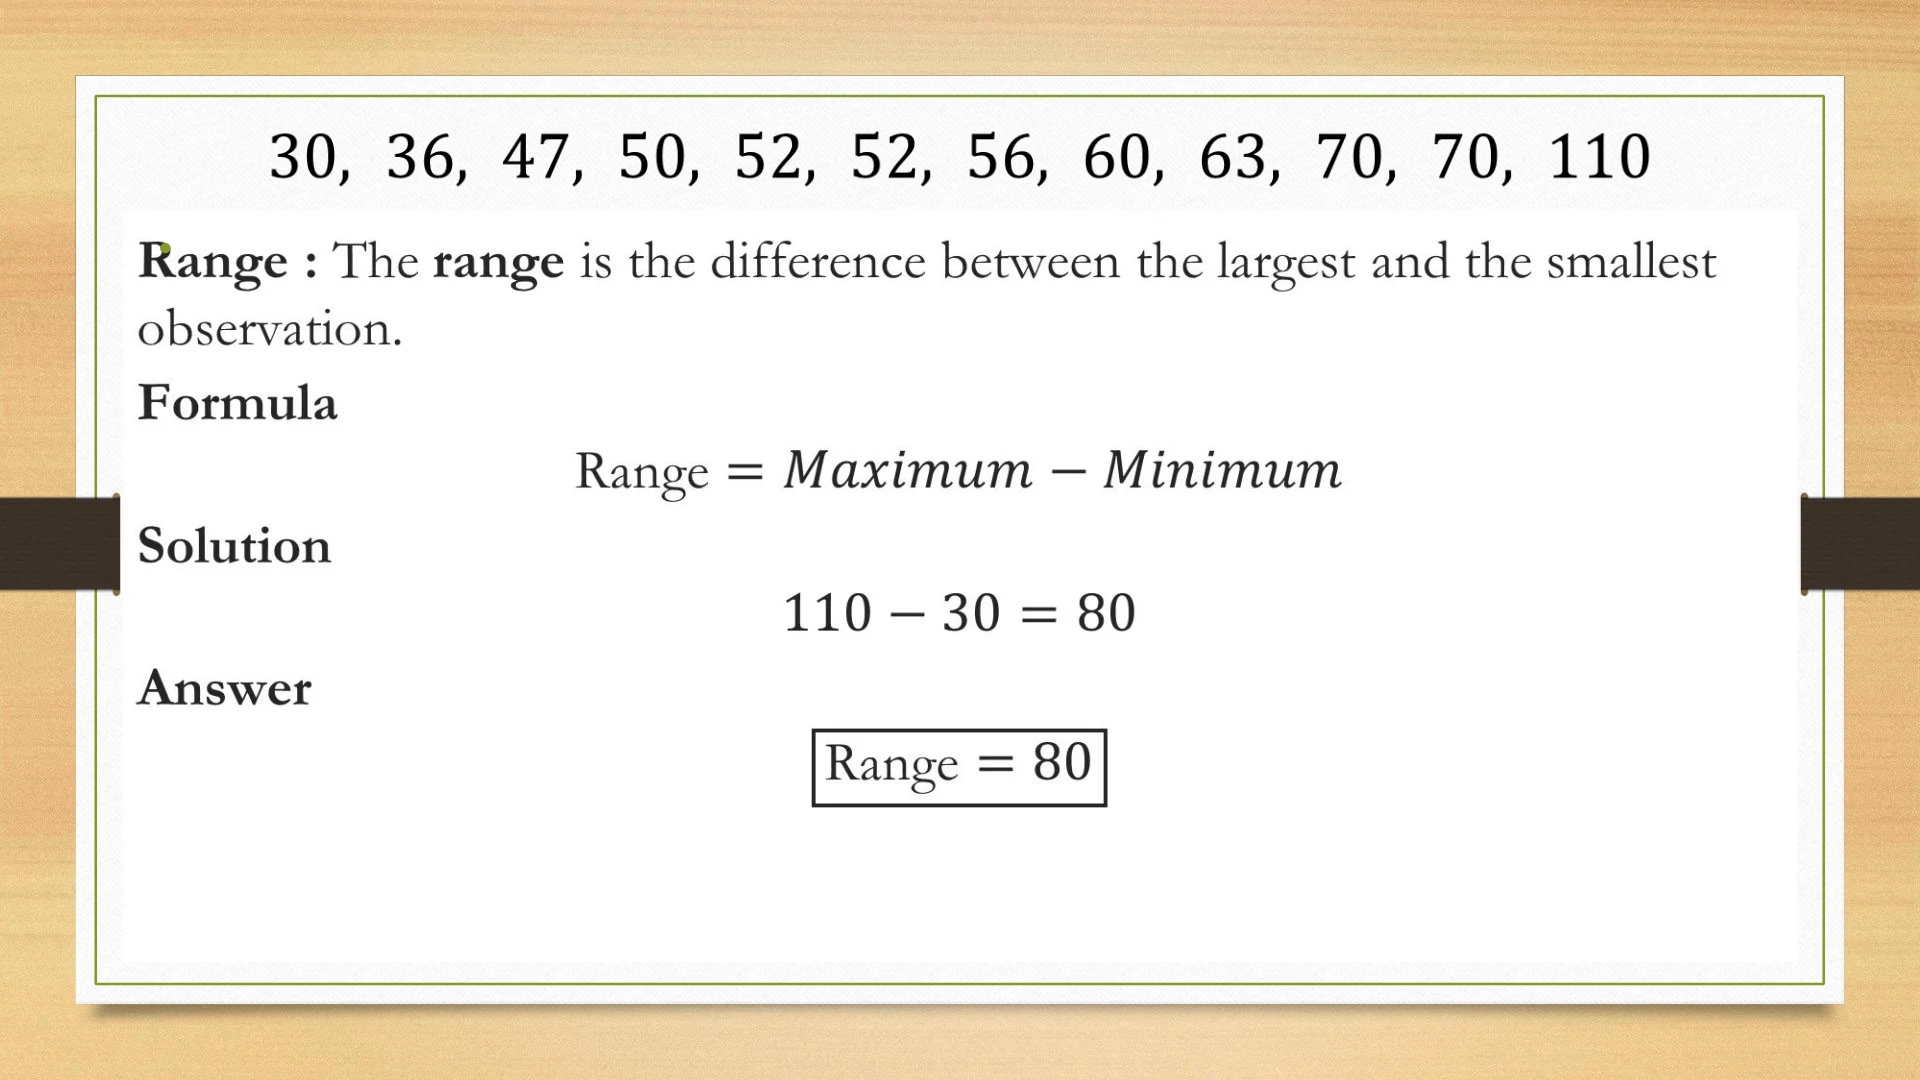 30, 36, 47, 50, 52, 52, 56, 60, 63, 70, 70, 110
Range : The range is the difference between the largest and the smallest
observation.
Formula
Range = Maximum − Minimum
Solution
110 − 30 = 80
Answer
Range = 80